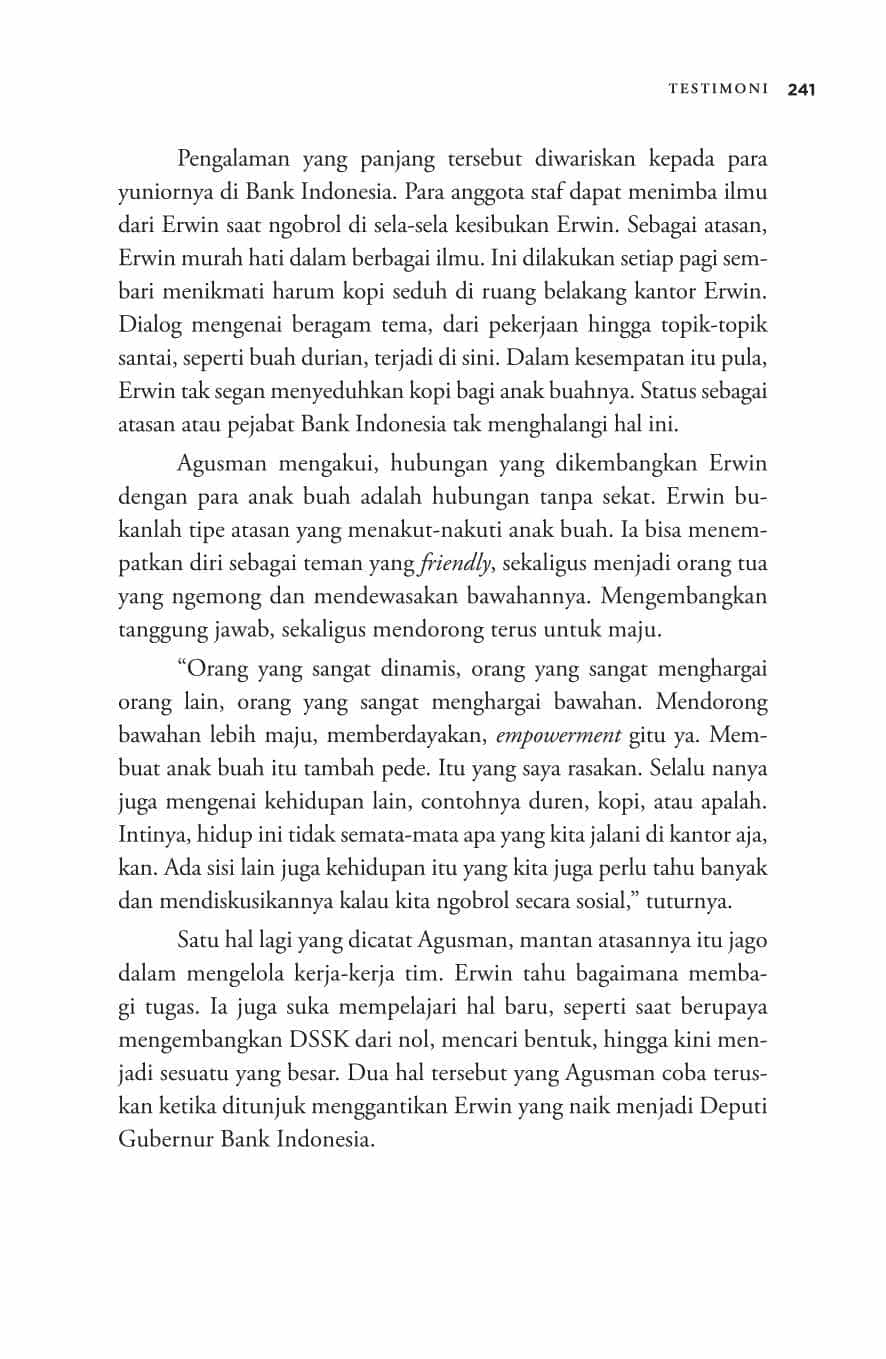 TESTIMONI 241
Pengalaman yang panjang tersebut diwariskan kepada para
yuniornya di Bank Indonesia. Para anggota staf dapat menimba ilmu
dari Erwin saat ngobrol di sela-sela kesibukan Erwin. Sebagai atasan,
Erwin murah hati dalam berbagai ilmu. Ini dilakukan setiap pagi sem-
bari menikmati harum kopi seduh di ruang belakang kantor Erwin.
Dialog mengenai beragam tema, dari pekerjaan hingga topik-topik
santai, seperti buah durian, terjadi di sini. Dalam kesempatan itu pula,
Erwin tak segan menyeduhkan kopi bagi anak buahnya. Status sebagai
atasan atau pejabat Bank Indonesia tak menghalangi hal ini.
Agusman mengakui, hubungan yang dikembangkan Erwin
dengan para anak buah adalah hubungan tanpa sekat. Erwin bu-
kanlah tipe atasan yang menakut-nakuti anak buah. Ia bisa menem-
patkan diri sebagai teman yang friendly, sekaligus menjadi orang tua
yang ngemong dan mendewasakan bawahannya. Mengembangkan
tanggung jawab, sekaligus mendorong terus untuk maju.
“Orang yang sangat dinamis, orang yang sangat menghargai
orang lain, orang yang sangat menghargai bawahan. Mendorong
bawahan lebih maju, memberdayakan, empowerment gitu ya. Mem-
buat anak buah itu tambah pede. Itu yang saya rasakan. Selalu nanya
juga mengenai kehidupan lain, contohnya duren, kopi, atau apalah.
Intinya, hidup ini tidak semata-mata apa yang kita jalani di kantor aja,
kan. Ada sisi lain juga kehidupan itu yang kita juga perlu tahu banyak
dan mendiskusikannya kalau kita ngobrol secara sosial,” tuturnya.
Satu hal lagi yang dicatat Agusman, mantan atasannya itu jago
dalam mengelola kerja-kerja tim. Erwin tahu bagaimana memba-
gi tugas. Ia juga suka mempelajari hal baru, seperti saat berupaya
mengembangkan DSSK dari nol, mencari bentuk, hingga kini men-
jadi sesuatu yang besar. Dua hal tersebut yang Agusman coba terus-
kan ketika ditunjuk menggantikan Erwin yang naik menjadi Deputi
Gubernur Bank Indonesia.